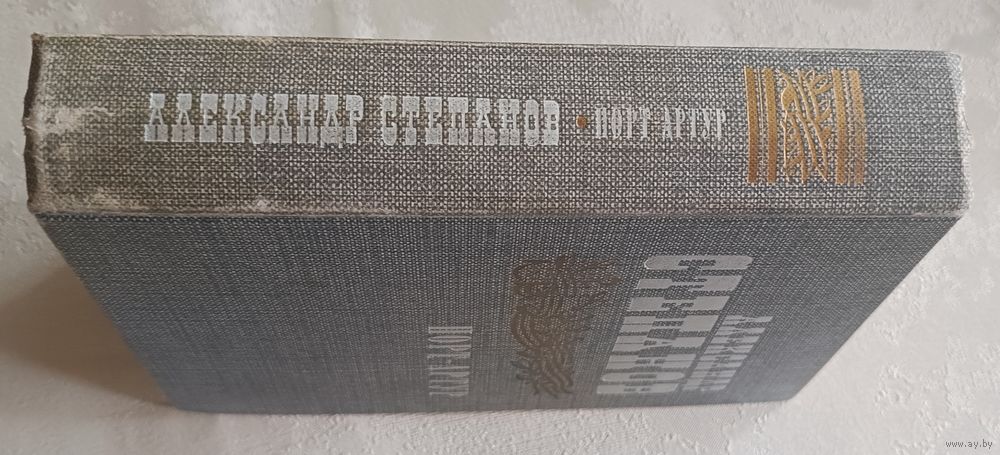 АЛЕКСАНДР СТЕПАНОВ • ПОРТ-АРТУР
АЛЕКСАНДР
СТЕПАНОВ
ПОРТ-АРТУР
www.ay.by